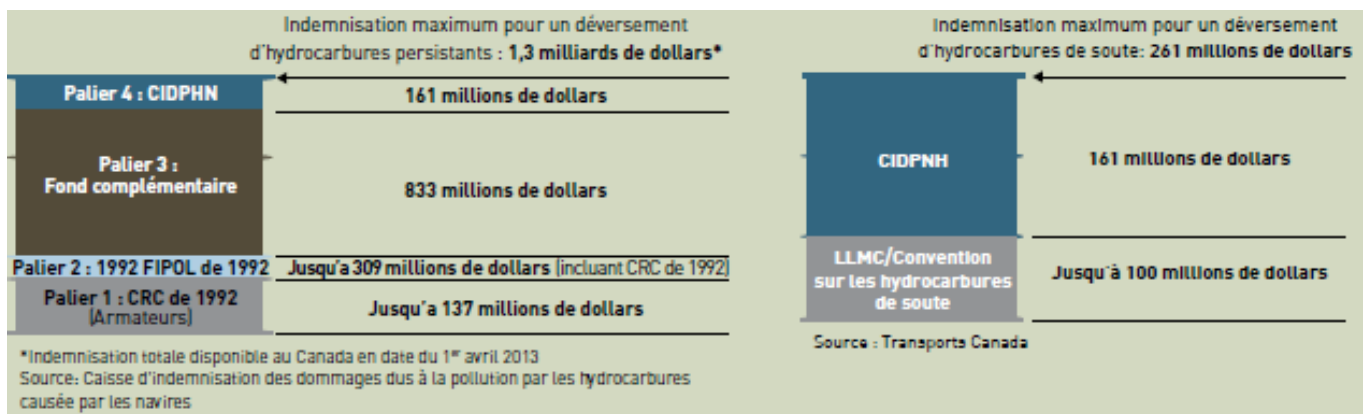 Indemnisation maximum pour un déversement
d'hydrocarbures persistants : 1,3 milliards de dollars*
Palier 4 : CIDPHN
161 millions de dollars
Palier 3 :
Fond complémentaire
833 millions de dollars
Palier 2 : 1992 FIPOL de 1992
Jusqu'a 309 millions de dollars (incluant CRC de 1992)
Palier 1 : CRC de 1992
(Armateurs)
Jusqu'a 137 millions de dollars
*Indemnisation totale disponible au Canada en date du 1er avril 2013
Source: Caisse d'indemnisation des dommages dus à la pollution par les hydrocarbures
causée par les navires
Indemnisation maximum pour un déversement
d'hydrocarbures de soute: 261 millions de dollars
CIDPNH
161 millions de dollars
LLMC/Convention
sur les hydrocarbures
de soute
Jusqu'à 100 millions de dollars
Source : Transports Canada